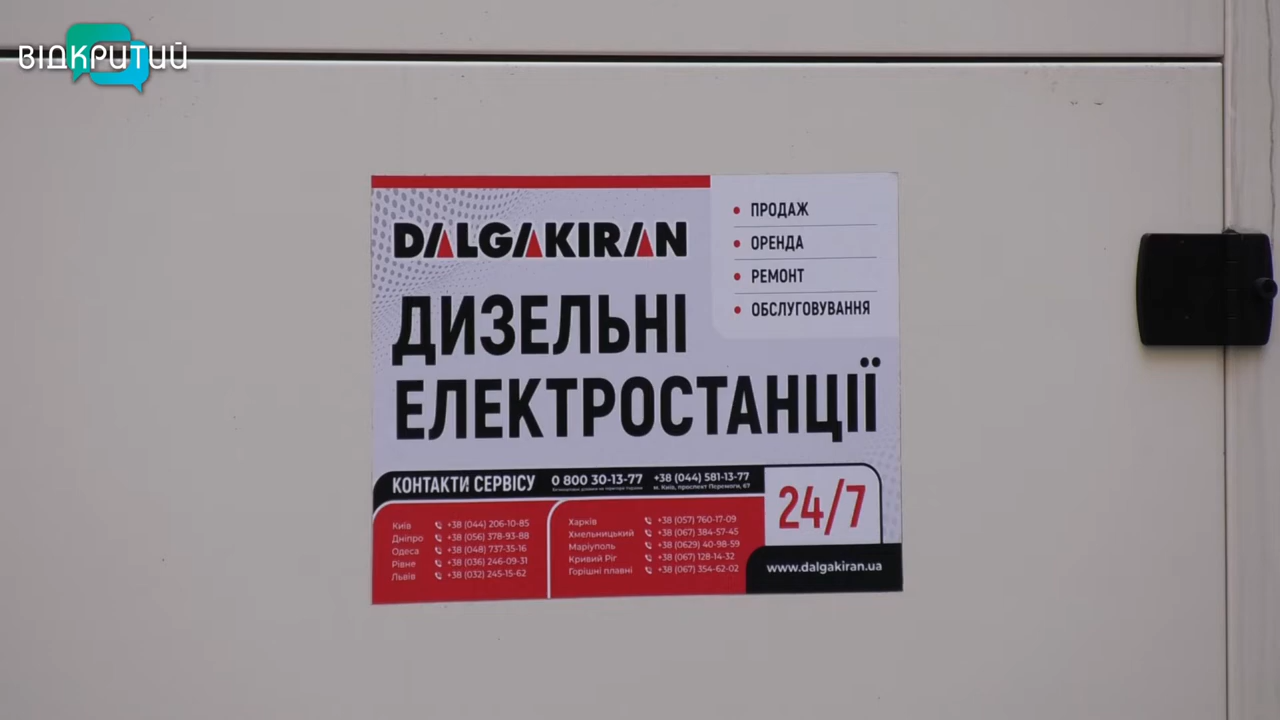 ВІДКРИТИЙ
DALGAKIRAN
ДИЗЕЛЬНІ
ЕЛЕКТРОСТАНЦІЇ
• ПРОДАЖ
• ОРЕНДА
• РЕМОНТ
• ОБСЛУГОВУВАННЯ
КОНТАКТИ СЕРВІСУ
0 800 30-13-77
+38 (044) 581-13-77
м. Київ, проспект Перемоги, 67
24/7
Київ +38 (044) 206-10-85
Дніпро +38 (056) 378-93-88
Одеса +38 (048) 737-35-16
Рівне +38 (036) 246-09-31
Львів +38 (032) 245-15-62
Харків +38 (057) 760-17-09
Хмельницький +38 (067) 384-57-45
Маріуполь +38 (0629) 40-98-59
Кривий Ріг +38 (067) 128-14-32
Горішні плавні +38 (067) 354-62-02
www.dalgakiran.ua